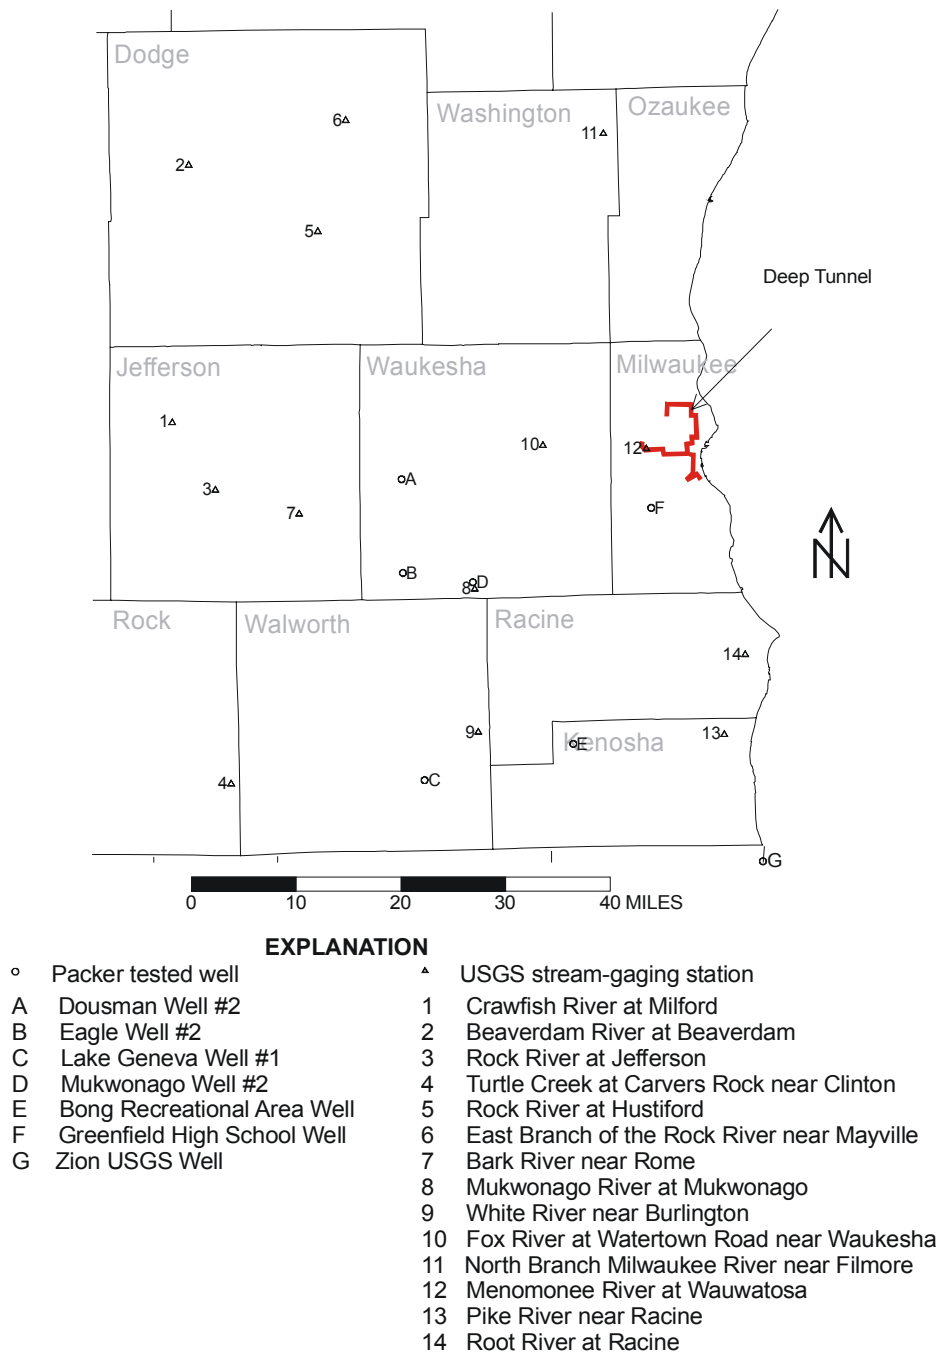 Dodge
Washington
Ozaukee
6
11
2
5
Deep Tunnel
Jefferson
Waukesha
Milwaukee
1
10
12
A
3
7
F
N
B
D
8
Rock
Walworth
Racine
14
9
13
E
Kenosha
4
C
G
0 10 20 30 40 MILES
EXPLANATION
Packer tested well
A Dousman Well #2
B Eagle Well #2
C Lake Geneva Well #1
D Mukwonago Well #2
E Bong Recreational Area Well
F Greenfield High School Well
G Zion USGS Well
USGS stream-gaging station
1 Crawfish River at Milford
2 Beaverdam River at Beaverdam
3 Rock River at Jefferson
4 Turtle Creek at Carvers Rock near Clinton
5 Rock River at Hustiford
6 East Branch of the Rock River near Mayville
7 Bark River near Rome
8 Mukwonago River at Mukwonago
9 White River near Burlington
10 Fox River at Watertown Road near Waukesha
11 North Branch Milwaukee River near Filmore
12 Menomonee River at Wauwatosa
13 Pike River near Racine
14 Root River at Racine